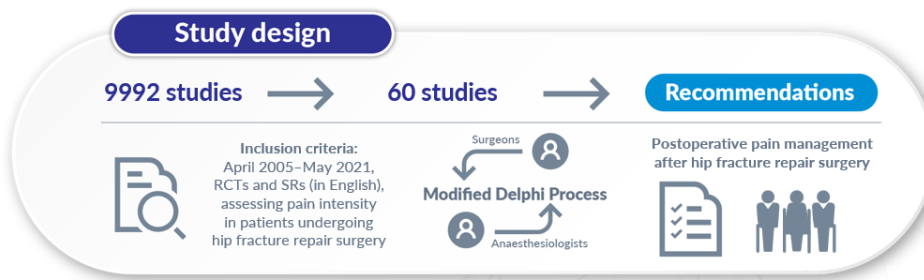 Study design
9992 studies
60 studies
Recommendations
Inclusion criteria:
April 2005–May 2021,
RCTs and SRs (in English),
assessing pain intensity
in patients undergoing
hip fracture repair surgery
Surgeons
Modified Delphi Process
Anaesthesiologists
Postoperative pain management
after hip fracture repair surgery